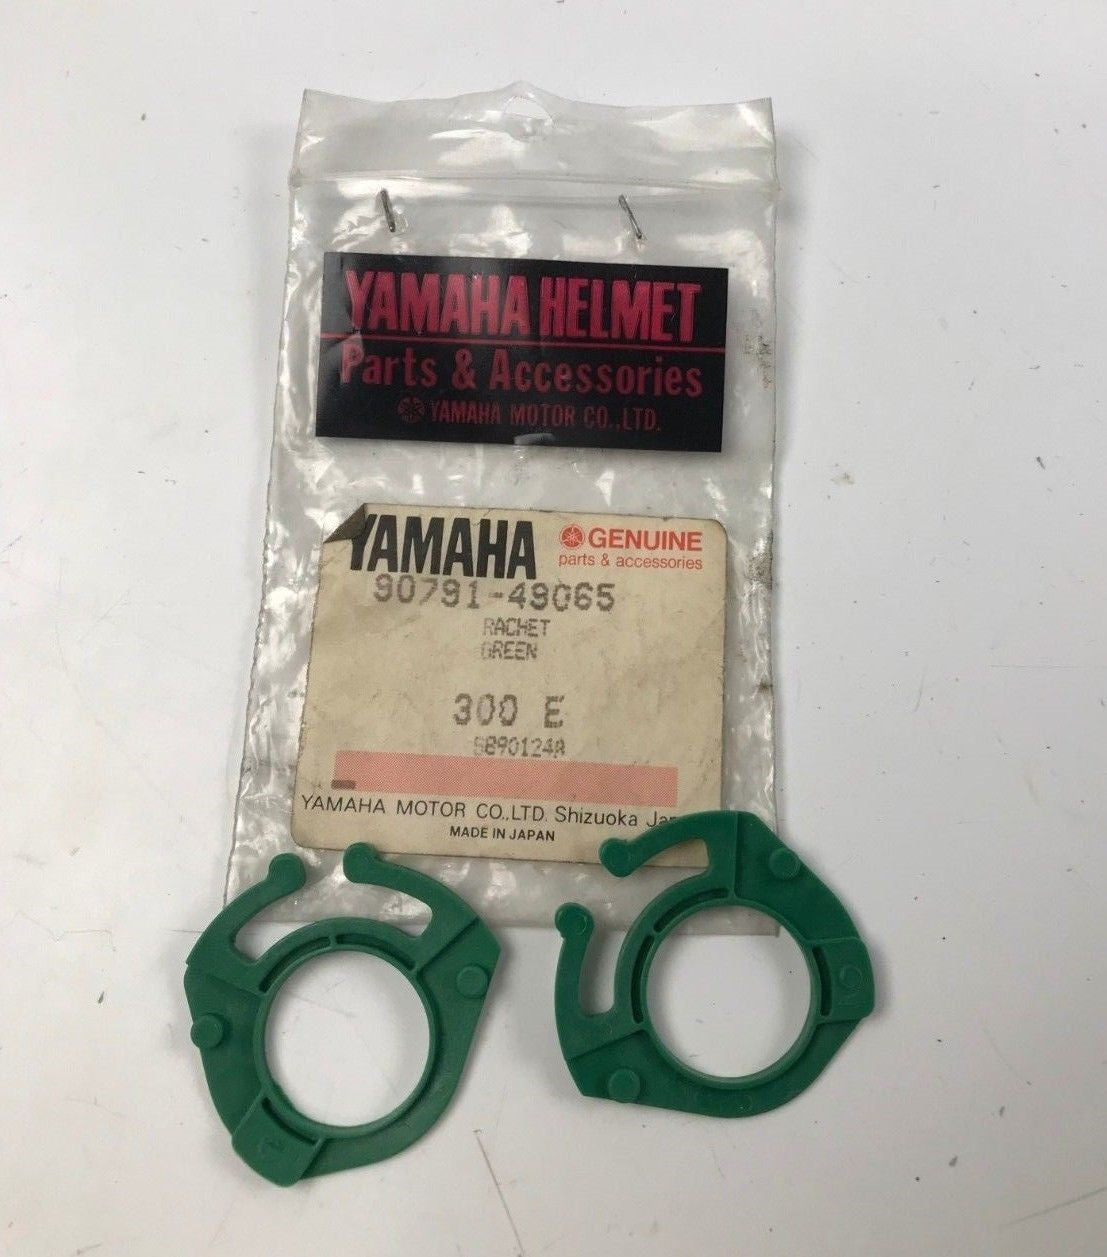 YAMAHA HELMET
Parts & Accessories
YAMAHA MOTOR CO.,LTD.
YAMAHA GENUINE
parts & accessories
90791-49065
RACHET
GREEN
300 E
S890124A
YAMAHA MOTOR CO.,LTD. Shizuoka
MADE IN JAPAN